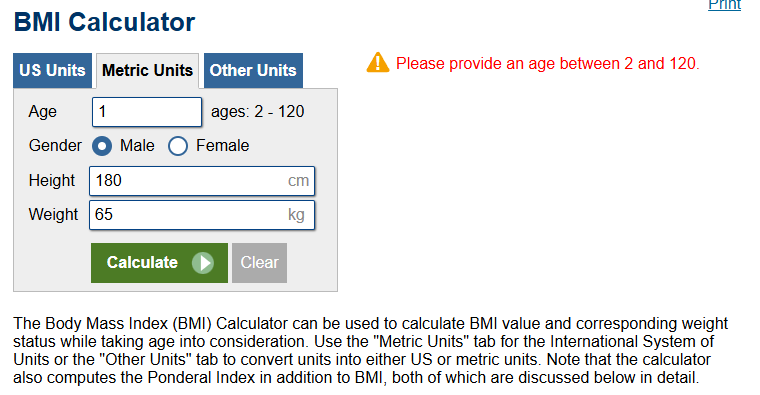 Print
BMI Calculator
US Units Metric Units Other Units
Please provide an age between 2 and 120.
Age 1 ages: 2 - 120
Gender Male Female
Height 180 cm
Weight 65 kg
Calculate Clear
The Body Mass Index (BMI) Calculator can be used to calculate BMI value and corresponding weight
status while taking age into consideration. Use the "Metric Units" tab for the International System of
Units or the "Other Units" tab to convert units into either US or metric units. Note that the calculator
also computes the Ponderal Index in addition to BMI, both of which are discussed below in detail.